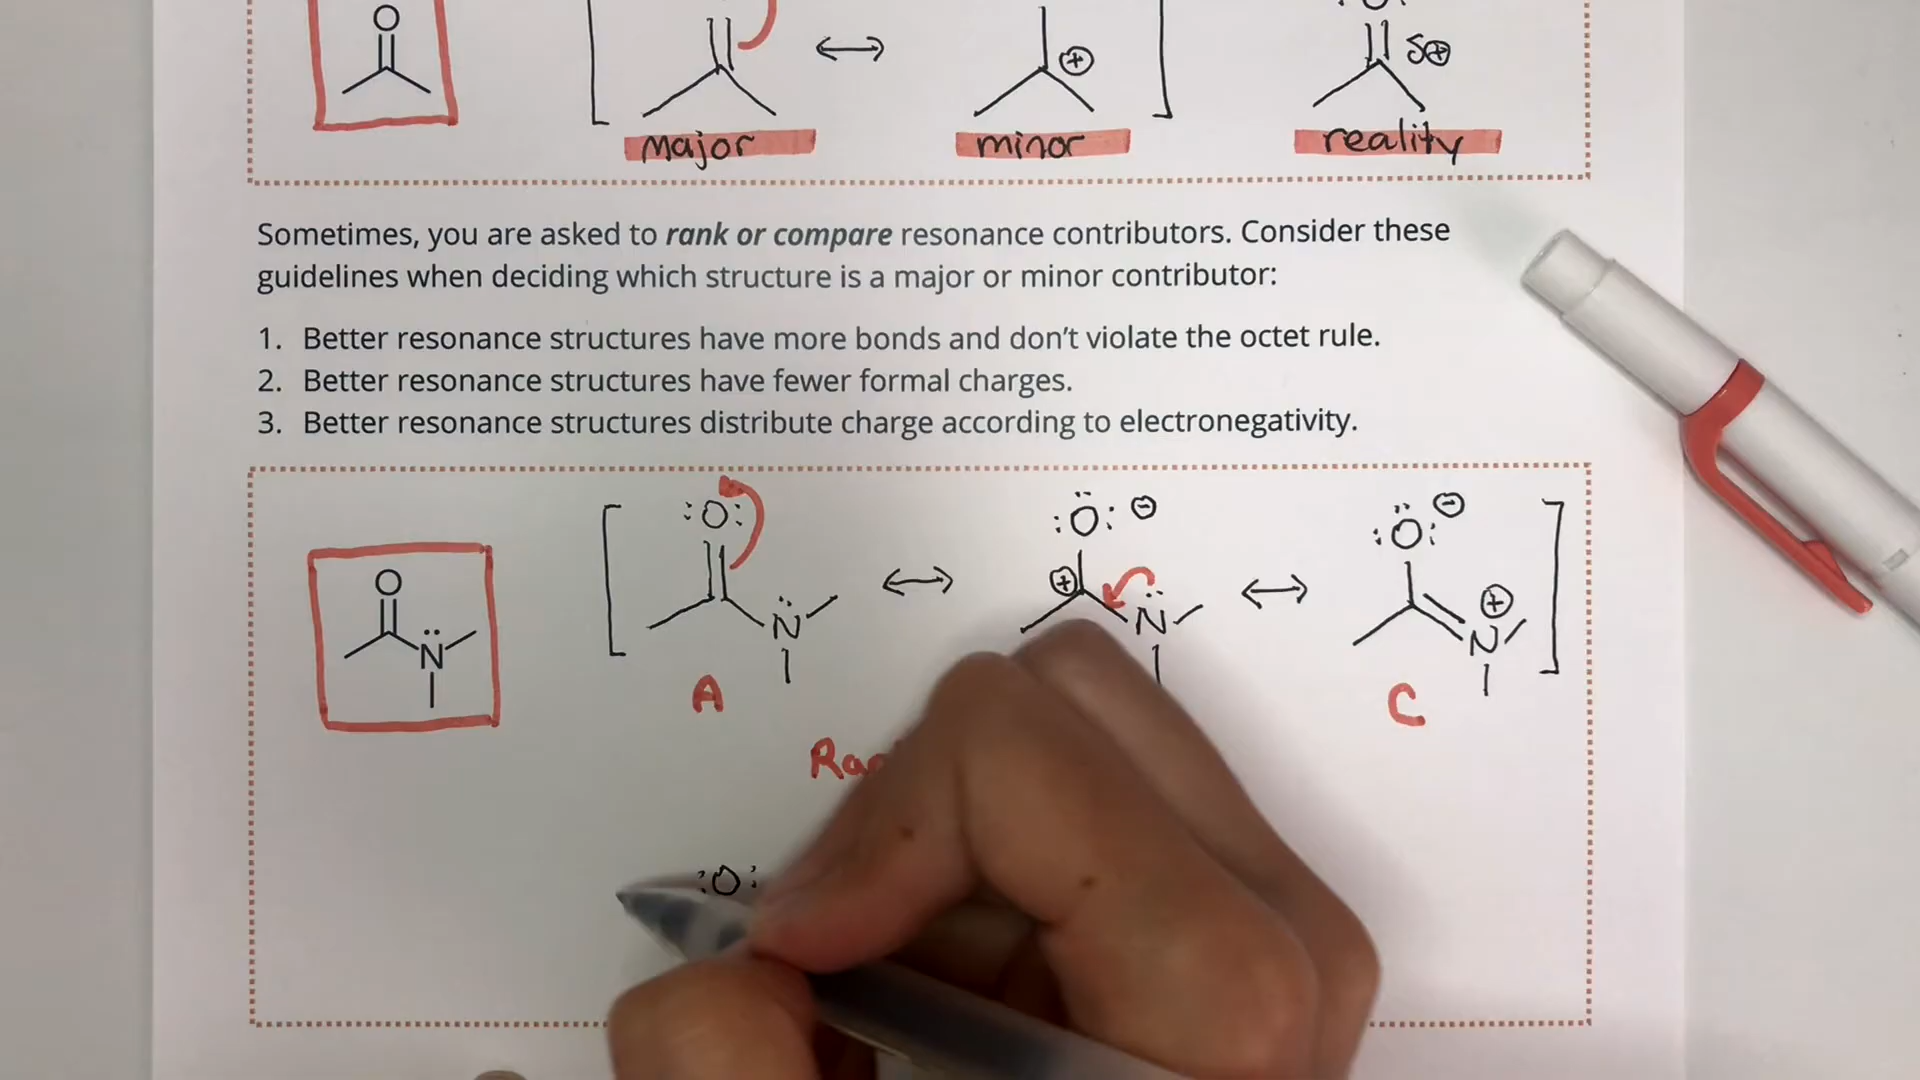 O
major minor reality
Sometimes, you are asked to rank or compare resonance contributors. Consider these
guidelines when deciding which structure is a major or minor contributor:
1. Better resonance structures have more bonds and don't violate the octet rule.
2. Better resonance structures have fewer formal charges.
3. Better resonance structures distribute charge according to electronegativity.
:O: :O: ⊖ :O: ⊖
O ⊕ ⊕
N N N N
A C
:O: